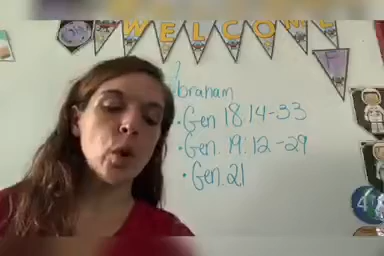 WELCOME
braham
• Gen 18:14-33
• Gen. 19:12-29
• Gen. 21